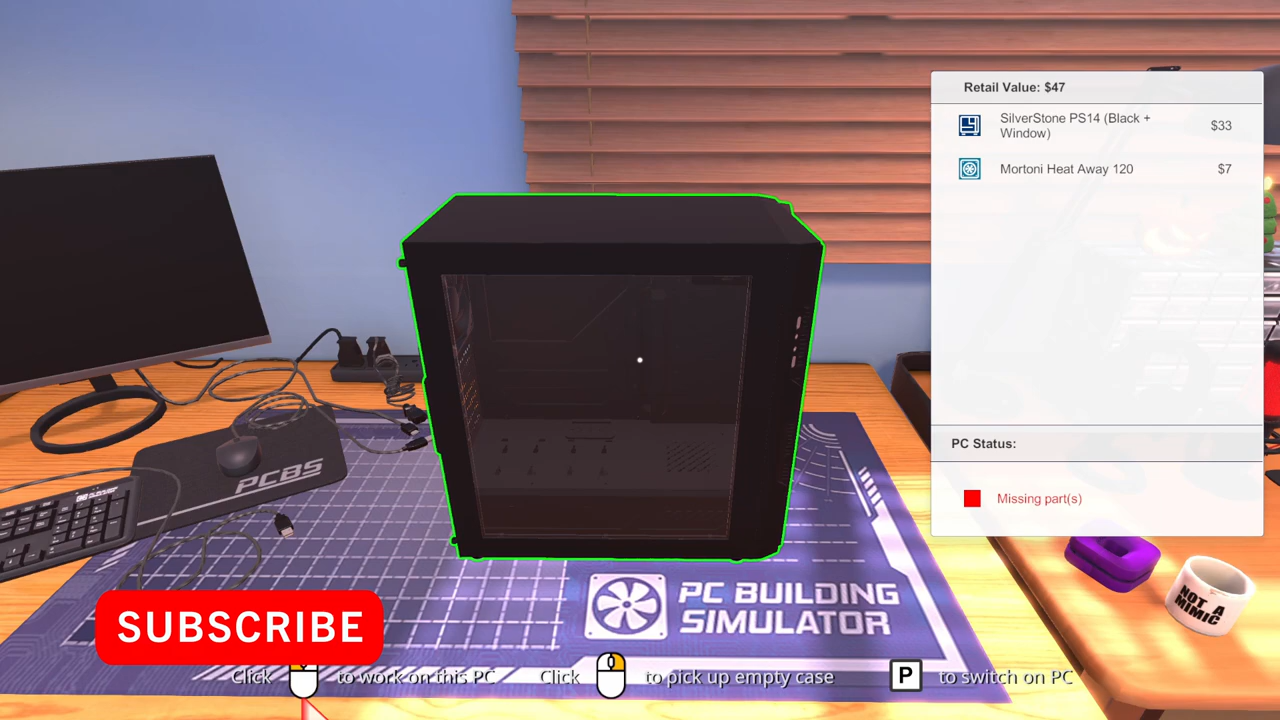 Retail Value: $47
SilverStone PS14 (Black +
Window)
$33
Mortoni Heat Away 120
$7
PC Status:
Missing part(s)
PCBS
NOT A
MIMIC
PC BUILDING
SIMULATOR
SUBSCRIBE
Click to work on this PC Click to pick up empty case P to switch on PC